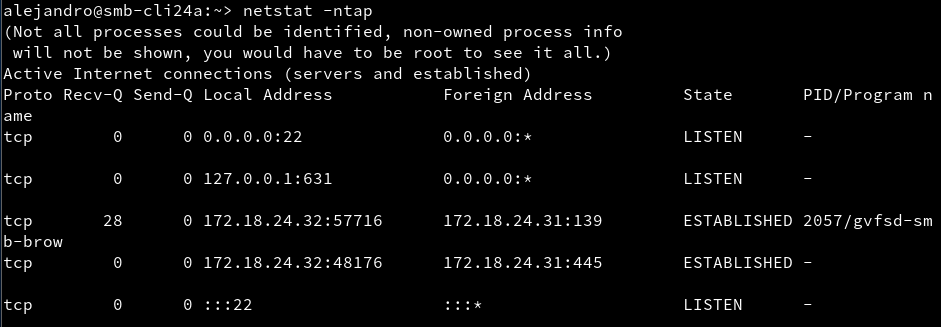 alejandro@smb-cli24a:~> netstat -ntap
(Not all processes could be identified, non-owned process info
 will not be shown, you would have to be root to see it all.)
Active Internet connections (servers and established)
Proto Recv-Q Send-Q Local Address           Foreign Address         State       PID/Program n
ame
tcp        0      0 0.0.0.0:22              0.0.0.0:*               LISTEN      -
tcp        0      0 127.0.0.1:631           0.0.0.0:*               LISTEN      -
tcp       28      0 172.18.24.32:57716      172.18.24.31:139        ESTABLISHED 2057/gvfsd-sm
b-brow
tcp        0      0 172.18.24.32:48176      172.18.24.31:445        ESTABLISHED -
tcp        0      0 :::22                   :::*                    LISTEN      -